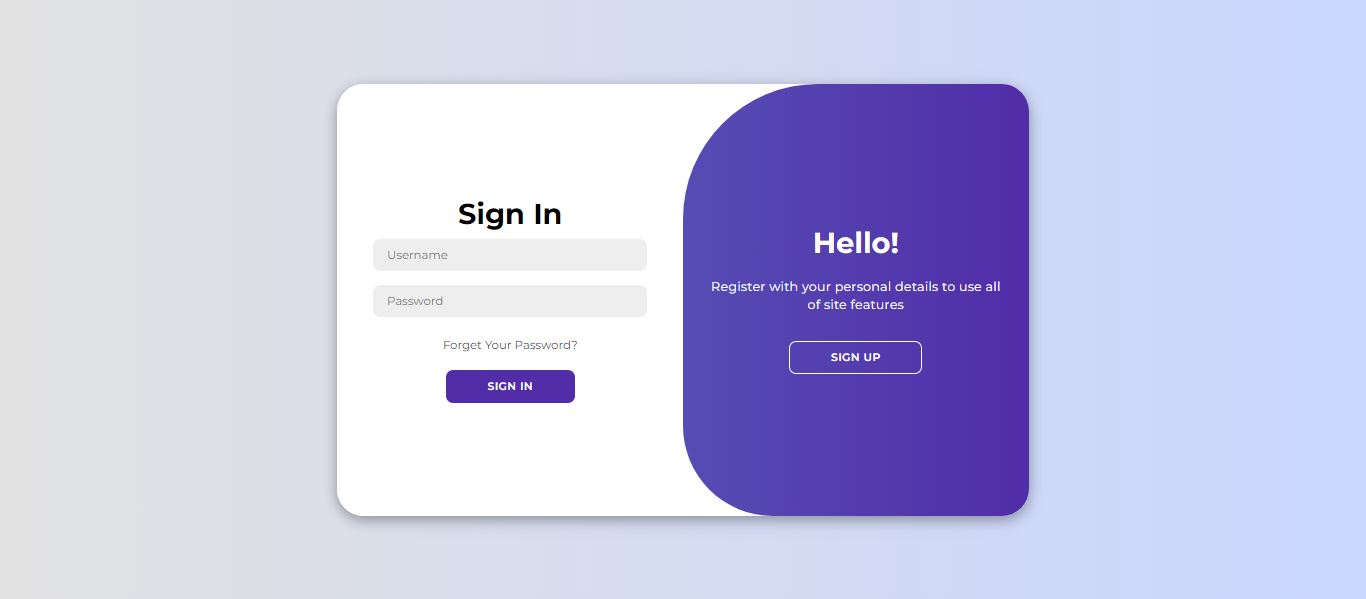 Sign In
Username
Password
Forget Your Password?
SIGN IN
Hello!
Register with your personal details to use all
of site features
SIGN UP